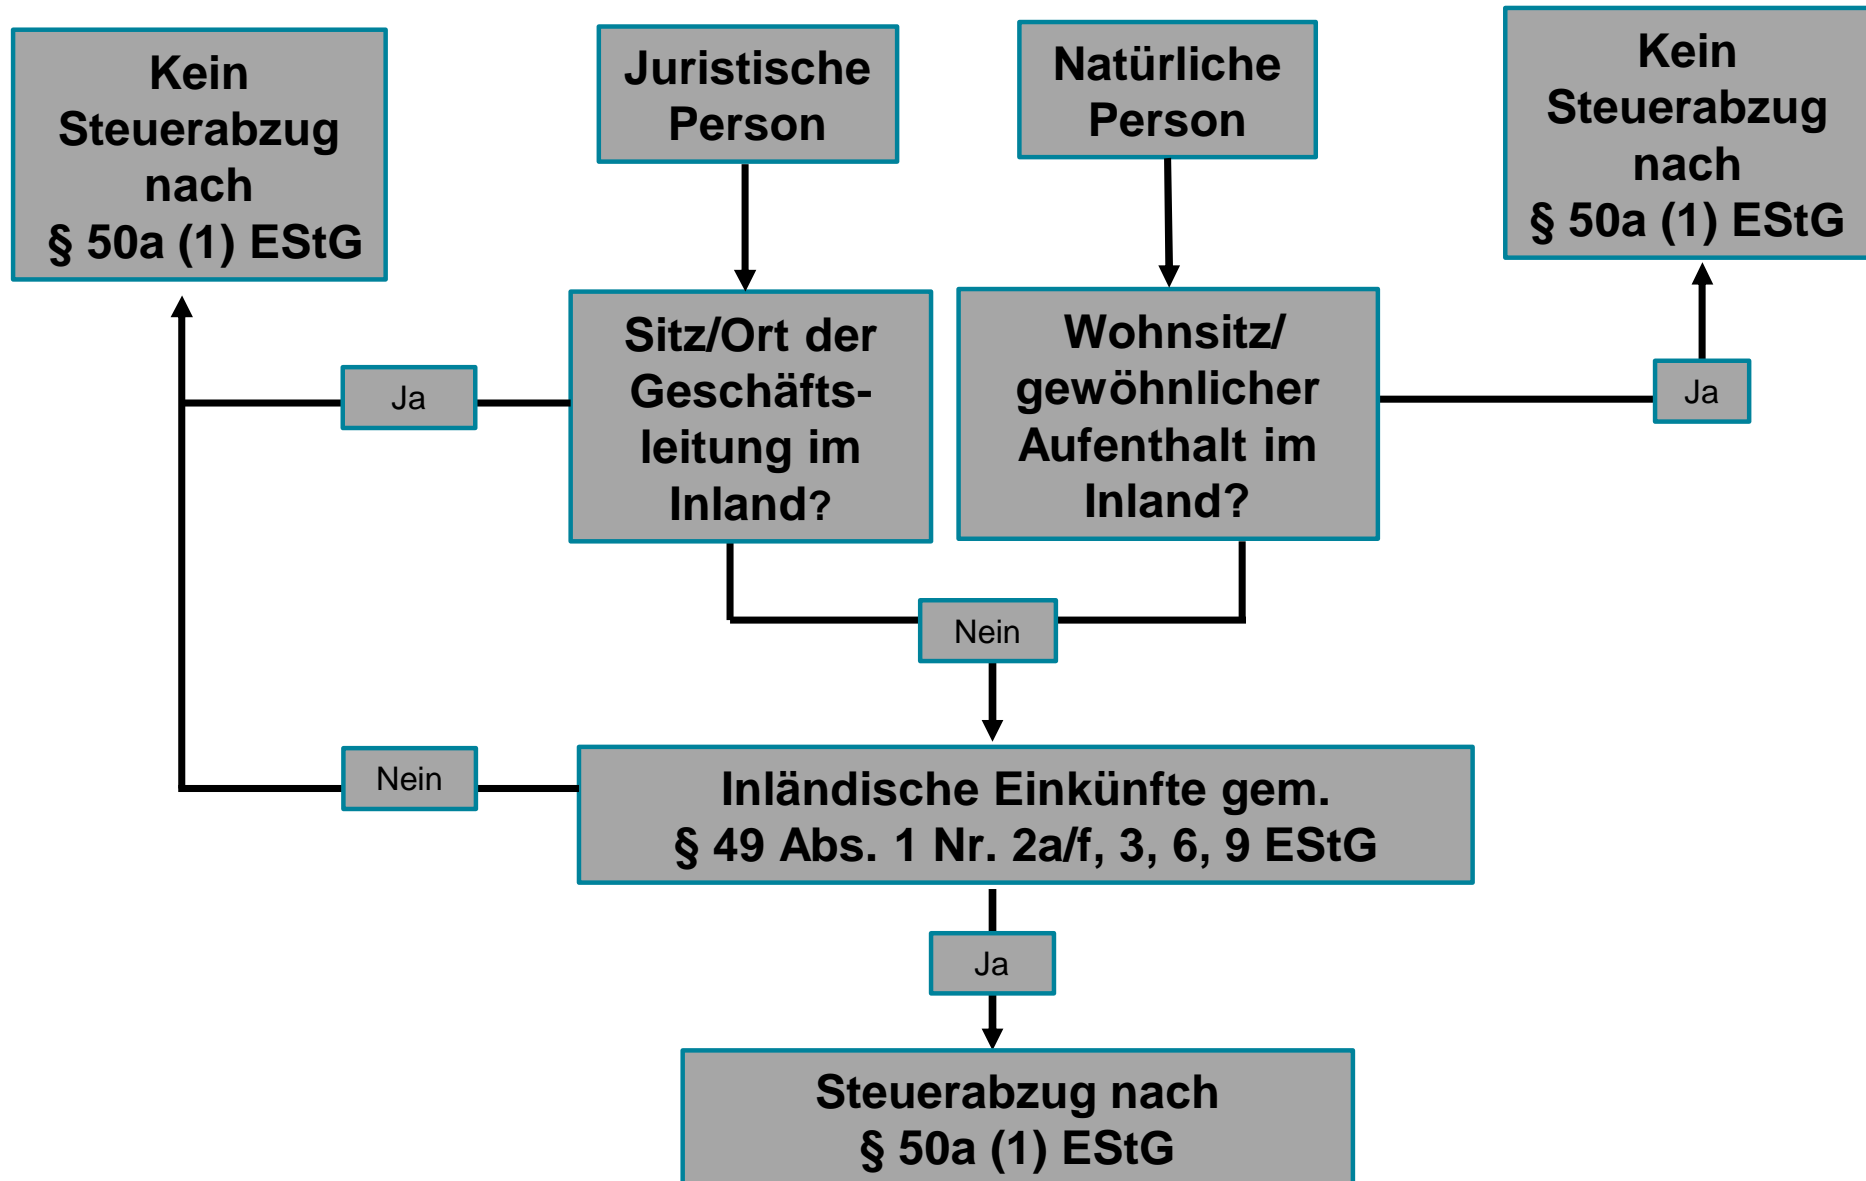 Kein
Steuerabzug
nach
§ 50a (1) EStG
Juristische
Person
Natürliche
Person
Kein
Steuerabzug
nach
§ 50a (1) EStG
Sitz/Ort der
Geschäfts-
leitung im
Inland?
Wohnsitz/
gewöhnlicher
Aufenthalt im
Inland?
Ja
Ja
Nein
Nein
Inländische Einkünfte gem.
§ 49 Abs. 1 Nr. 2a/f, 3, 6, 9 EStG
Ja
Steuerabzug nach
§ 50a (1) EStG